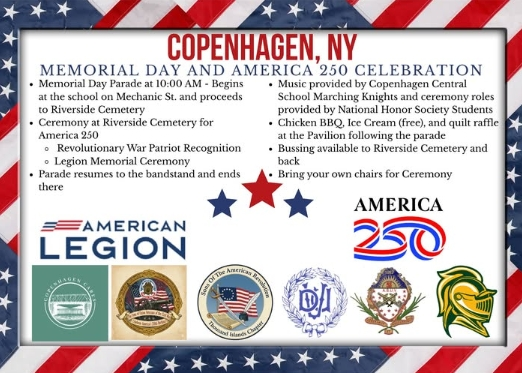 COPENHAGEN, NY
MEMORIAL DAY AND AMERICA 250 CELEBRATION
Memorial Day Parade at 10:00 AM - Begins
at the school on Mechanic St. and proceeds
to Riverside Cemetery
Ceremony at Riverside Cemetery for
America 250
Revolutionary War Patriot Recognition
Legion Memorial Ceremony
Parade resumes to the bandstand and ends
there
Music provided by Copenhagen Central
School Marching Knights and ceremony roles
provided by National Honor Society Students
Chicken BBQ, Ice Cream (free), and quilt raffle
at the Pavilion following the parade
Bussing available to Riverside Cemetery and
back
Bring your own chairs for Ceremony
AMERICAN
LEGION
AMERICA
250
COPENHAGEN CARES
Sons Of The American Revolution
Thousand Islands Chapter